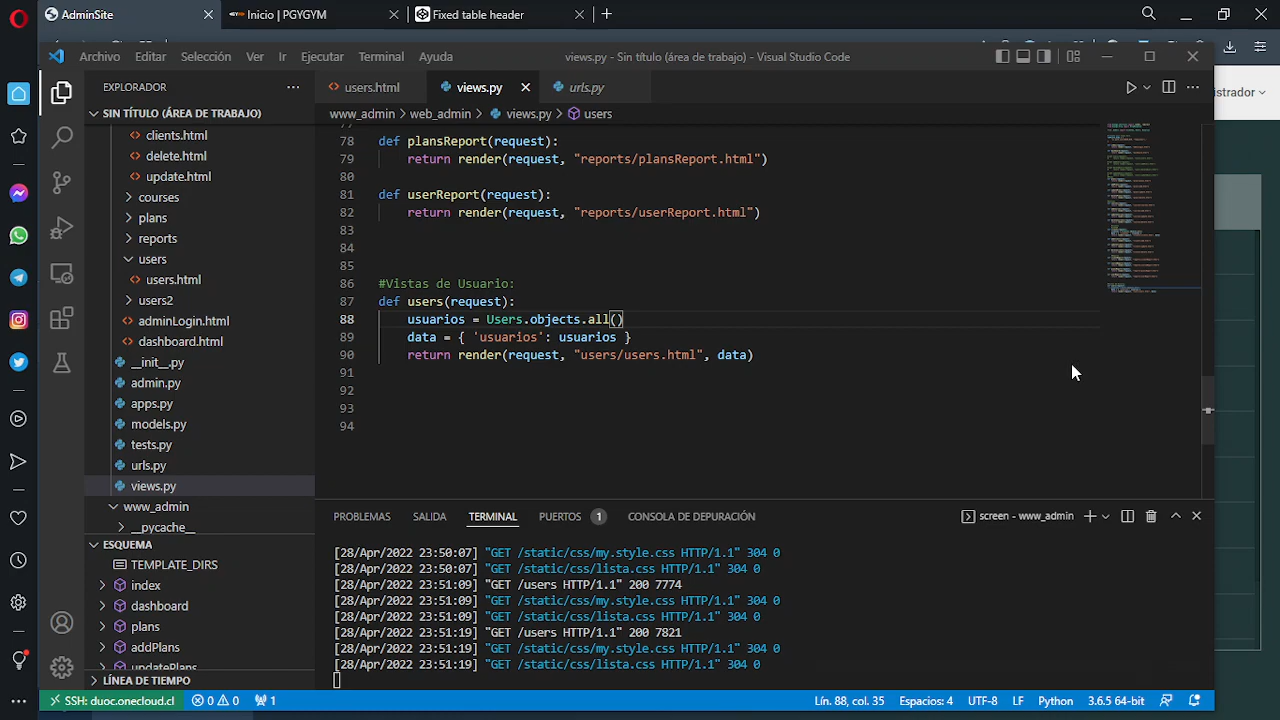 AdminSite
Inicio | PGYGYM
Fixed table header
Archivo Editar Selección Ver Ir Ejecutar Terminal Ayuda
views.py - Sin título (área de trabajo) - Visual Studio Code
istrador
EXPLORADOR
users.html
views.py
urls.py
SIN TÍTULO (ÁREA DE TRABAJO)
www_admin > web_admin > views.py > users
clients.html
delete.html
update.html
courses
plans
reports
users
users.html
users2
adminLogin.html
dashboard.html
__init__.py
admin.py
apps.py
models.py
tests.py
urls.py
views.py
www_admin
__pycache__
ESQUEMA
TEMPLATE_DIRS
index
dashboard
plans
addPlans
updatePlans
LÍNEA DE TIEMPO
77
78 def planReport(request):
79 return render(request, "reports/plansReport.html")
80
81 def userReport(request):
82 return render(request, "reports/userReport.html")
83
84
85
86 #Vistas de Usuario:
87 def users(request):
88 usuarios = Users.objects.all()
89 data = { 'usuarios': usuarios }
90 return render(request, "users/users.html", data)
91
92
93
94
PROBLEMAS SALIDA TERMINAL PUERTOS 1 CONSOLA DE DEPURACIÓN
screen - www_admin
[28/Apr/2022 23:50:07] "GET /static/css/my.style.css HTTP/1.1" 304 0
[28/Apr/2022 23:50:07] "GET /static/css/lista.css HTTP/1.1" 304 0
[28/Apr/2022 23:51:09] "GET /users HTTP/1.1" 200 7774
[28/Apr/2022 23:51:09] "GET /static/css/my.style.css HTTP/1.1" 304 0
[28/Apr/2022 23:51:09] "GET /static/css/lista.css HTTP/1.1" 304 0
[28/Apr/2022 23:51:19] "GET /users HTTP/1.1" 200 7821
[28/Apr/2022 23:51:19] "GET /static/css/my.style.css HTTP/1.1" 304 0
[28/Apr/2022 23:51:19] "GET /static/css/lista.css HTTP/1.1" 304 0
SSH: duoc.onecloud.cl 0 0 1
Lín. 88, col. 35 Espacios: 4 UTF-8 LF Python 3.6.5 64-bit